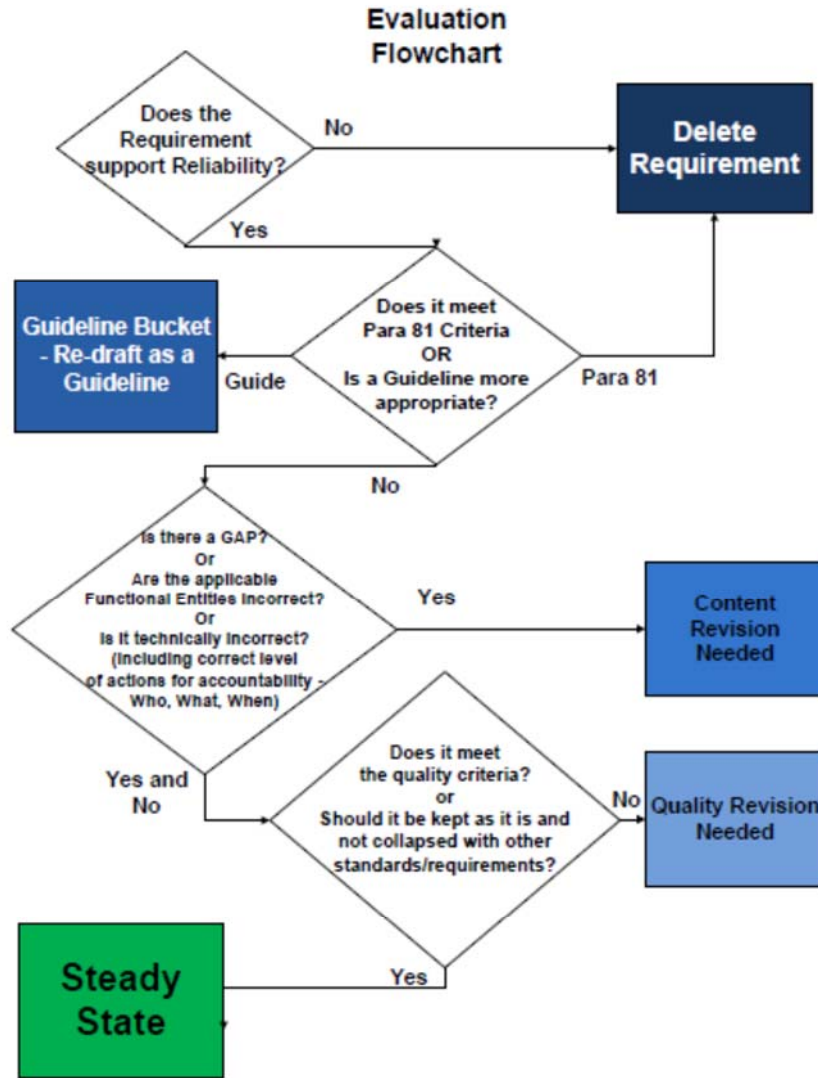 Evaluation
Flowchart
Does the
Requirement
support Reliability?
No
Delete
Requirement
Yes
Guideline Bucket
- Re-draft as a
Guideline
Guide
Does it meet
Para 81 Criteria
OR
Is a Guideline more
appropriate?
Para 81
No
Is there a GAP?
Or
Are the applicable
Functional Entities Incorrect?
Or
Is it technically incorrect?
(Including correct level
of actions for accountability -
Who, What, When)
Yes
Content
Revision
Needed
Yes and
No
Does it meet
the quality criteria?
or
Should it be kept as it is and
not collapsed with other
standards/requirements?
No
Quality Revision
Needed
Yes
Steady
State